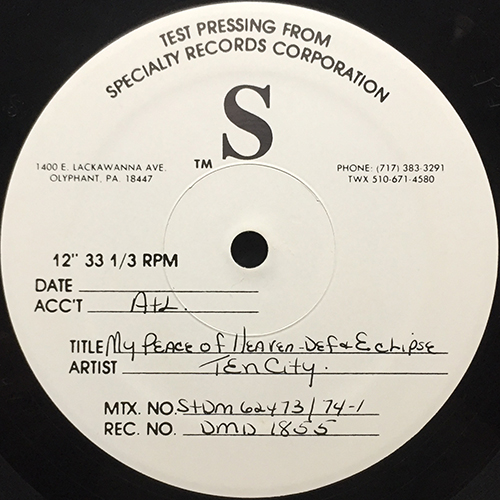 TEST PRESSING FROM
SPECIALTY RECORDS CORPORATION
S
TM
1400 E. LACKAWANNA AVE.
OLYPHANT, PA. 18447
PHONE: (717) 383-3291
TWX 510-671-4580
12" 33 1/3 RPM
DATE
ACC'T Atl.
TITLE My Peace of Heaven-Def & Eclipse
ARTIST Ten City.
MTX. NO. StDm 62473/74-1
REC. NO. DMD 1855